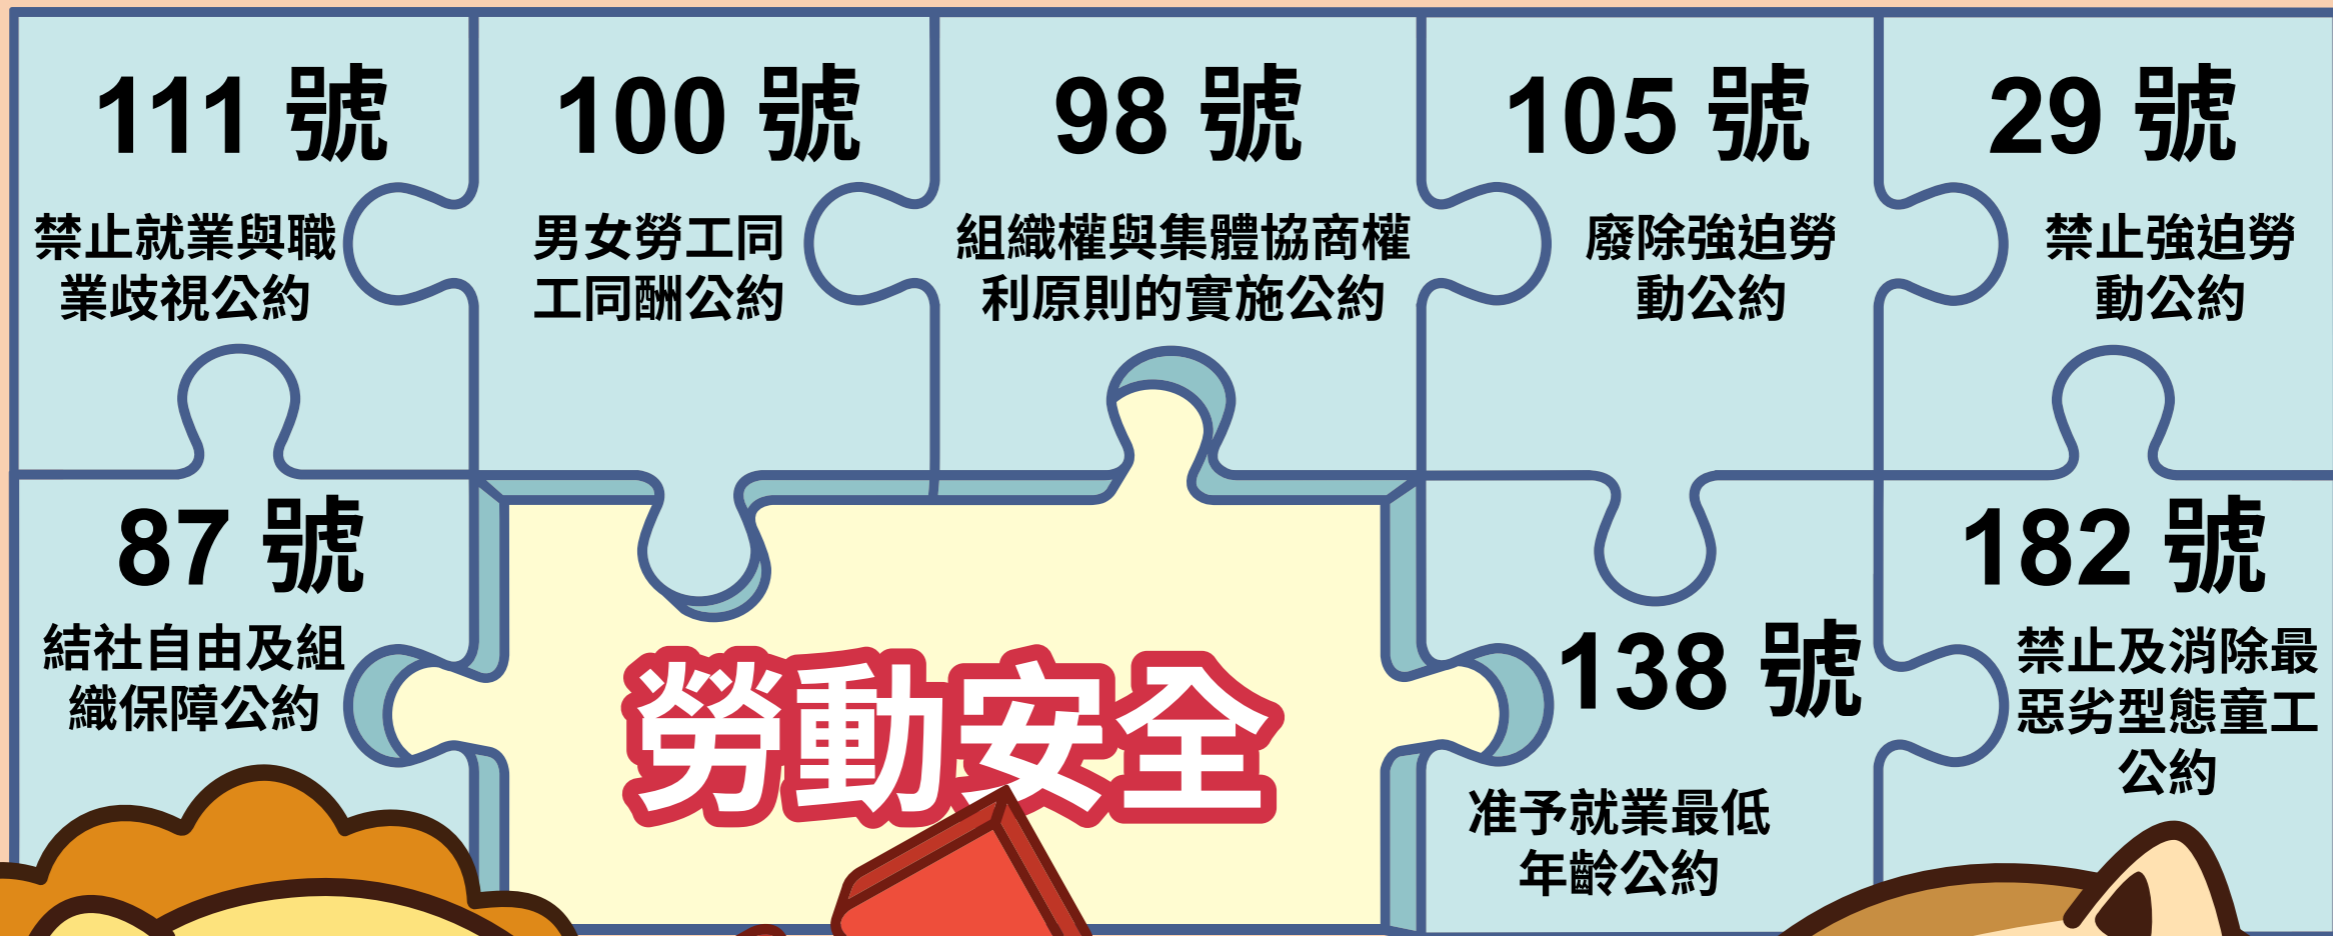 111 號
禁止就業與職
業歧視公約
100 號
男女勞工同
工同酬公約
98 號
組織權與集體協商權
利原則的實施公約
105 號
廢除強迫勞
動公約
29 號
禁止強迫勞
動公約
87 號
結社自由及組
織保障公約
勞動安全
138 號
准予就業最低
年齡公約
182 號
禁止及消除最
惡劣型態童工
公約